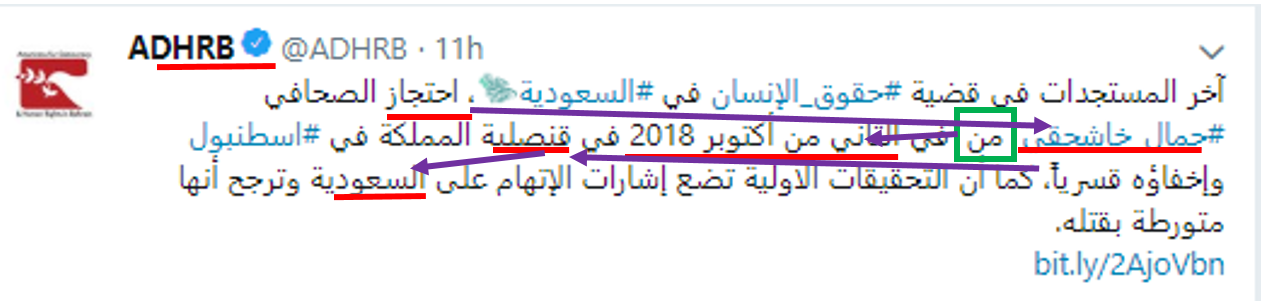 ADHRB @ADHRB · 11h
آخر المستجدات في قضية #حقوق_الإنسان في #السعودية ، احتجاز الصحافي
#جمال خاشقجي من في الثاني من أكتوبر 2018 في قنصلية المملكة في #اسطنبول
وإخفاؤه قسرياً، كما أن التحقيقات الاولية تضع إشارات الإتهام على السعودية وترجح أنها
متورطة بقتله.
bit.ly/2AjoVbn